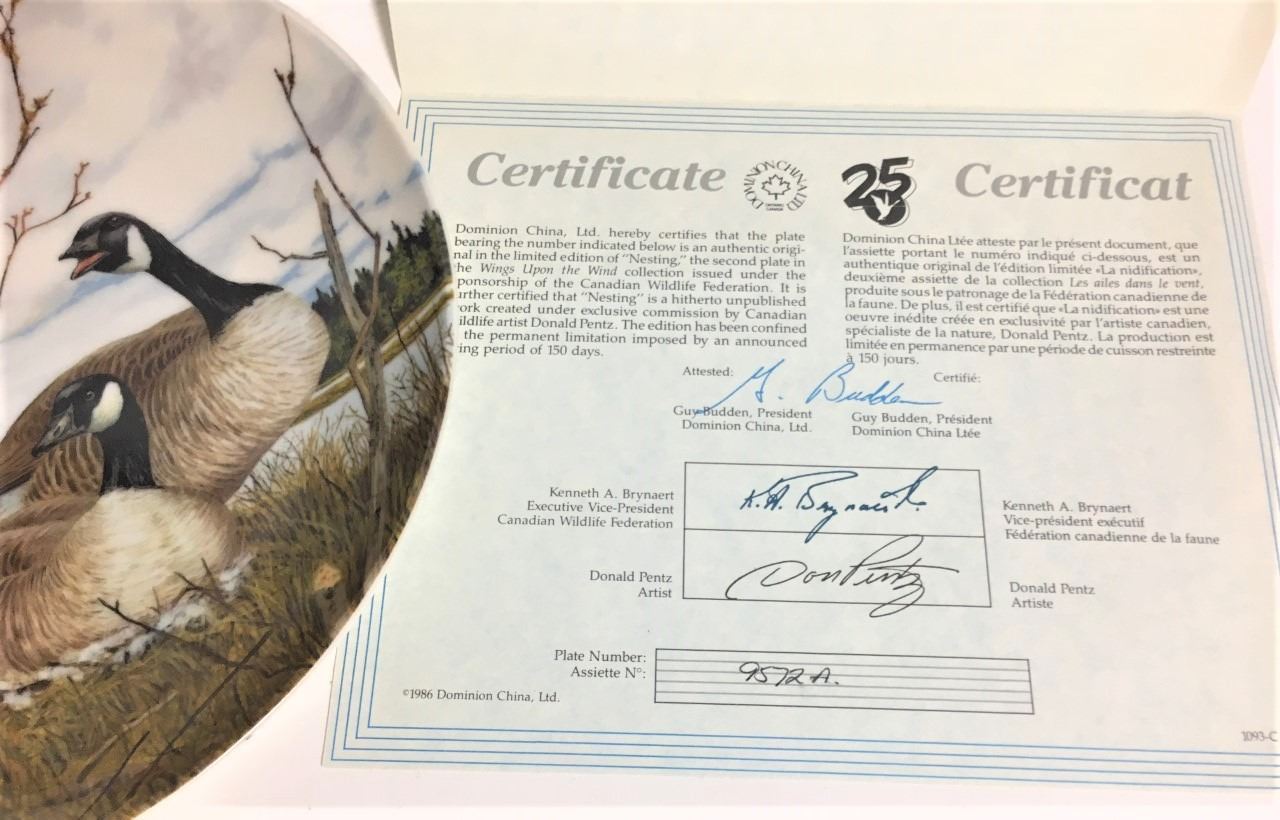 Certificate
DOMINION CHINA LTD
25
Certificat
Dominion China, Ltd. hereby certifies that the plate
bearing the number indicated below is an authentic origi-
nal in the limited edition of "Nesting," the second plate in
he Wings Upon the Wind collection issued under the
ponsorship of the Canadian Wildlife Federation. It is
urther certified that "Nesting" is a hitherto unpublished
ork created under exclusive commission by Canadian
ildlife artist Donald Pentz. The edition has been confined
the permanent limitation imposed by an announced
ing period of 150 days.
Dominion China Ltée atteste par le présent document, que
l'assiette portant le numéro indiqué ci-dessous, est un
authentique original de l'édition limitée «La nidification»,
deuxième assiette de la collection Les ailes dans le vent,
produite sous le patronage de la Fédération canadienne de
la faune. De plus, il est certifié que «La nidification» est une
oeuvre inédite créée en exclusivité par l'artiste canadien,
spécialiste de la nature, Donald Pentz. La production est
limitée en permanence par une période de cuisson restreinte
à 150 jours.
Attested:
G. Budden
Certifié:
Guy Budden, President
Dominion China, Ltd.
Guy Budden, Président
Dominion China Ltée
Kenneth A. Brynaert
Executive Vice-President
Canadian Wildlife Federation
K.A. Brynaert
Kenneth A. Brynaert
Vice-président exécutif
Fédération canadienne de la faune
Donald Pentz
Artist
Don Pentz
Donald Pentz
Artiste
Plate Number:
Assiette N°:
9572A.
©1986 Dominion China, Ltd.
1093-C